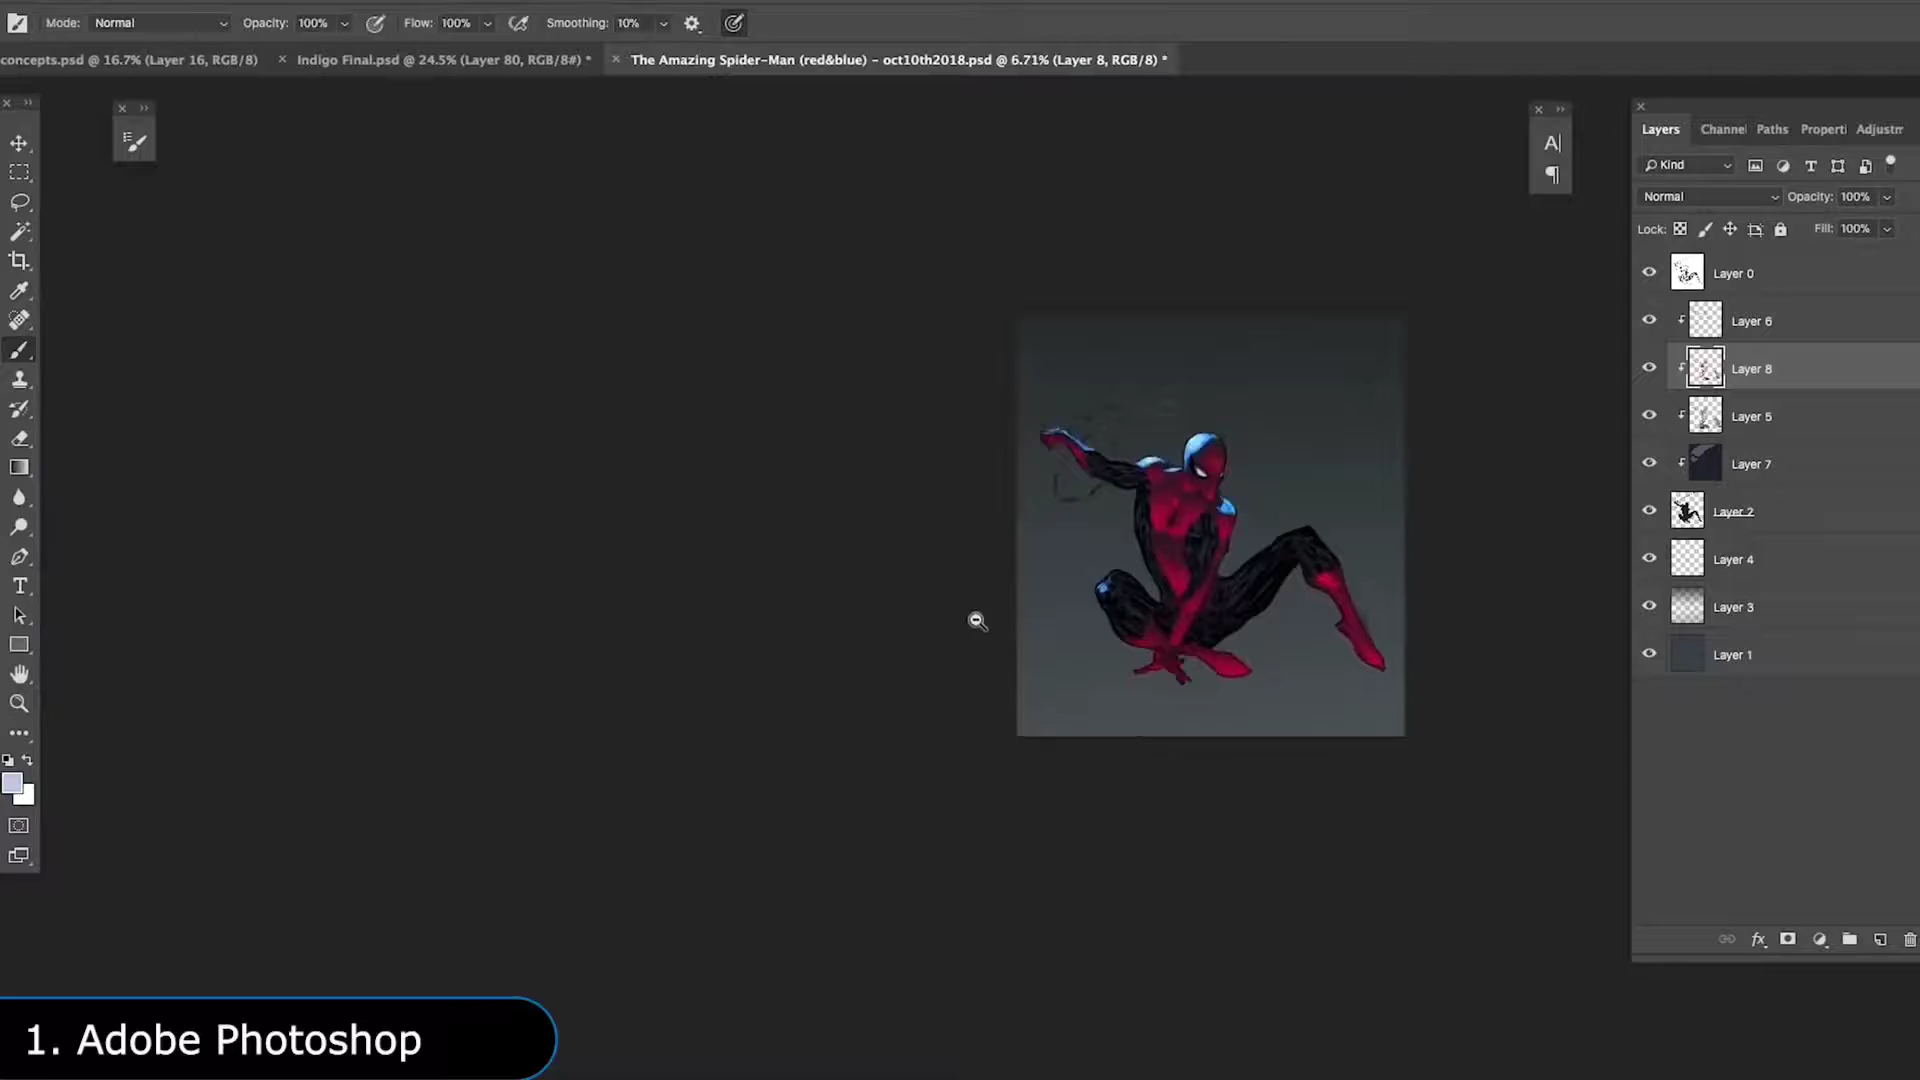 Mode: Normal Opacity: 100% Flow: 100% Smoothing: 10%
concepts.psd @ 16.7% (Layer 16, RGB/8) × Indigo Final.psd @ 24.5% (Layer 80, RGB/8#) * × The Amazing Spider-Man (red&blue) - oct10th2018.psd @ 6.71% (Layer 8, RGB/8) *
Layers Channel Paths Properti Adjustm
Kind
Normal Opacity: 100%
Lock: Fill: 100%
Layer 0
Layer 6
Layer 8
Layer 5
Layer 7
Layer 2
Layer 4
Layer 3
Layer 1
1. Adobe Photoshop